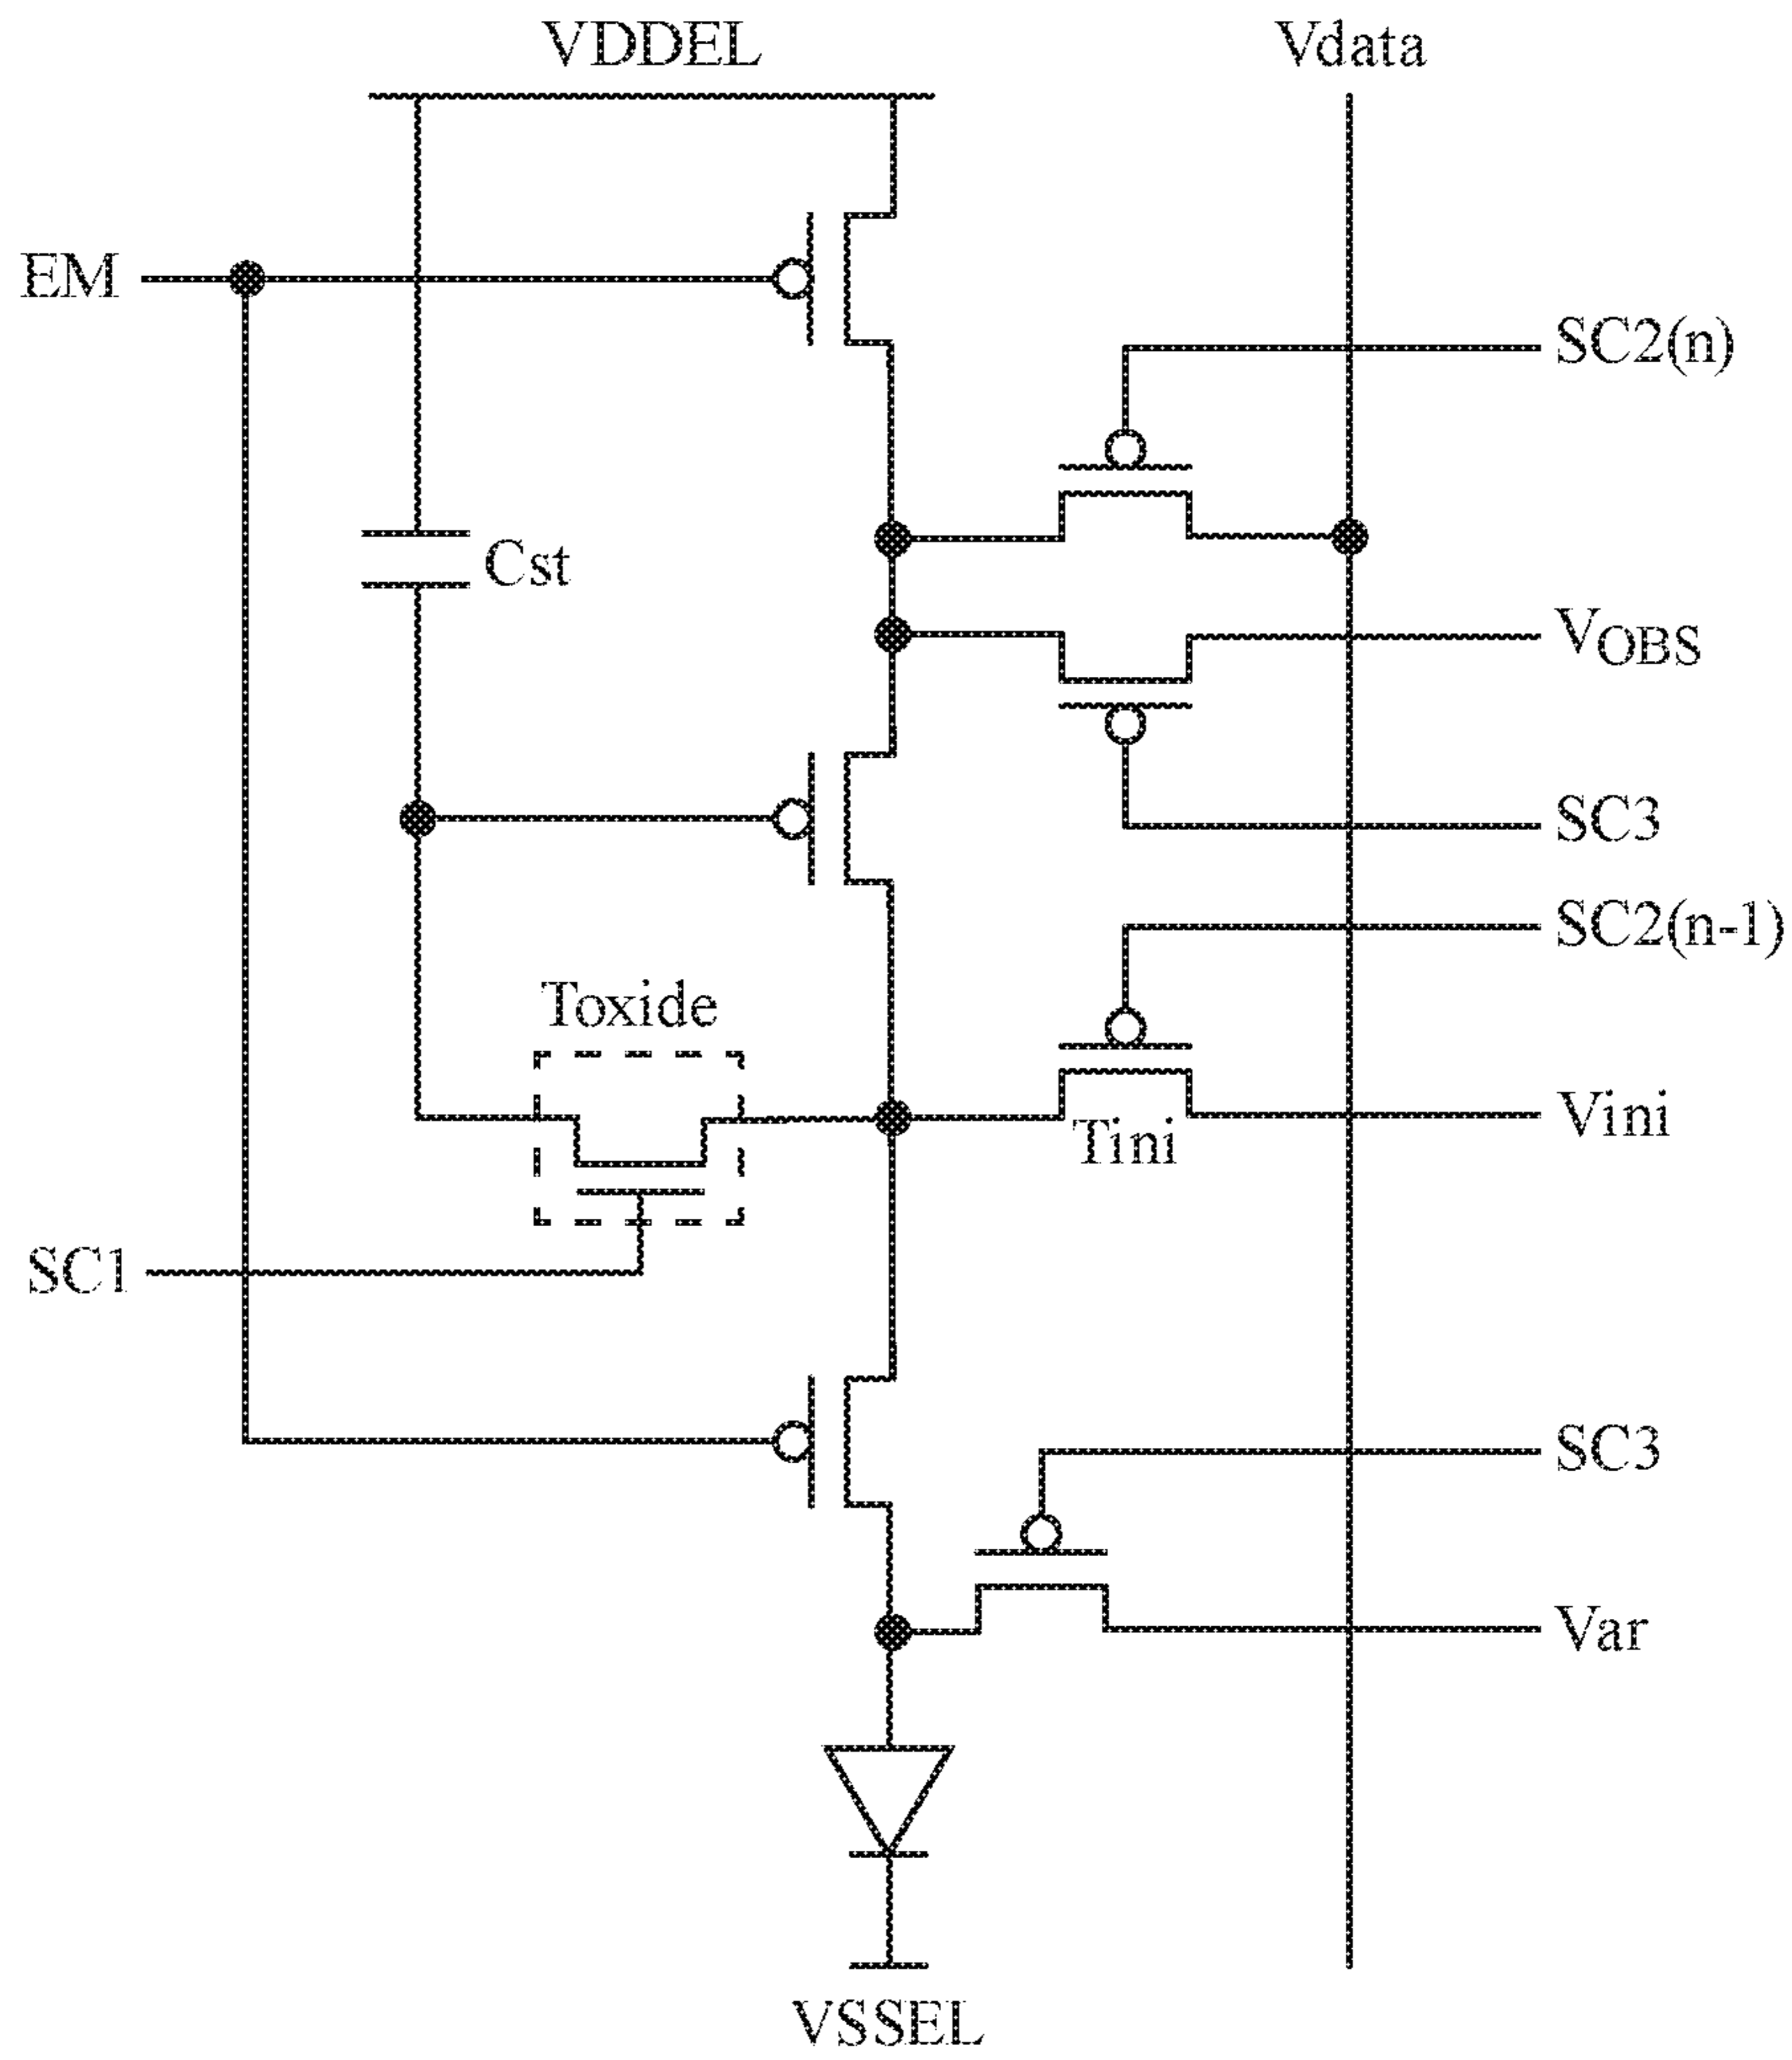 VDDEL
Vdata
EM
SC2(n)
Cst
VOBS
SC3
SC2(n-1)
Toxide
Tini
Vini
SC1
SC3
Var
VSSEL